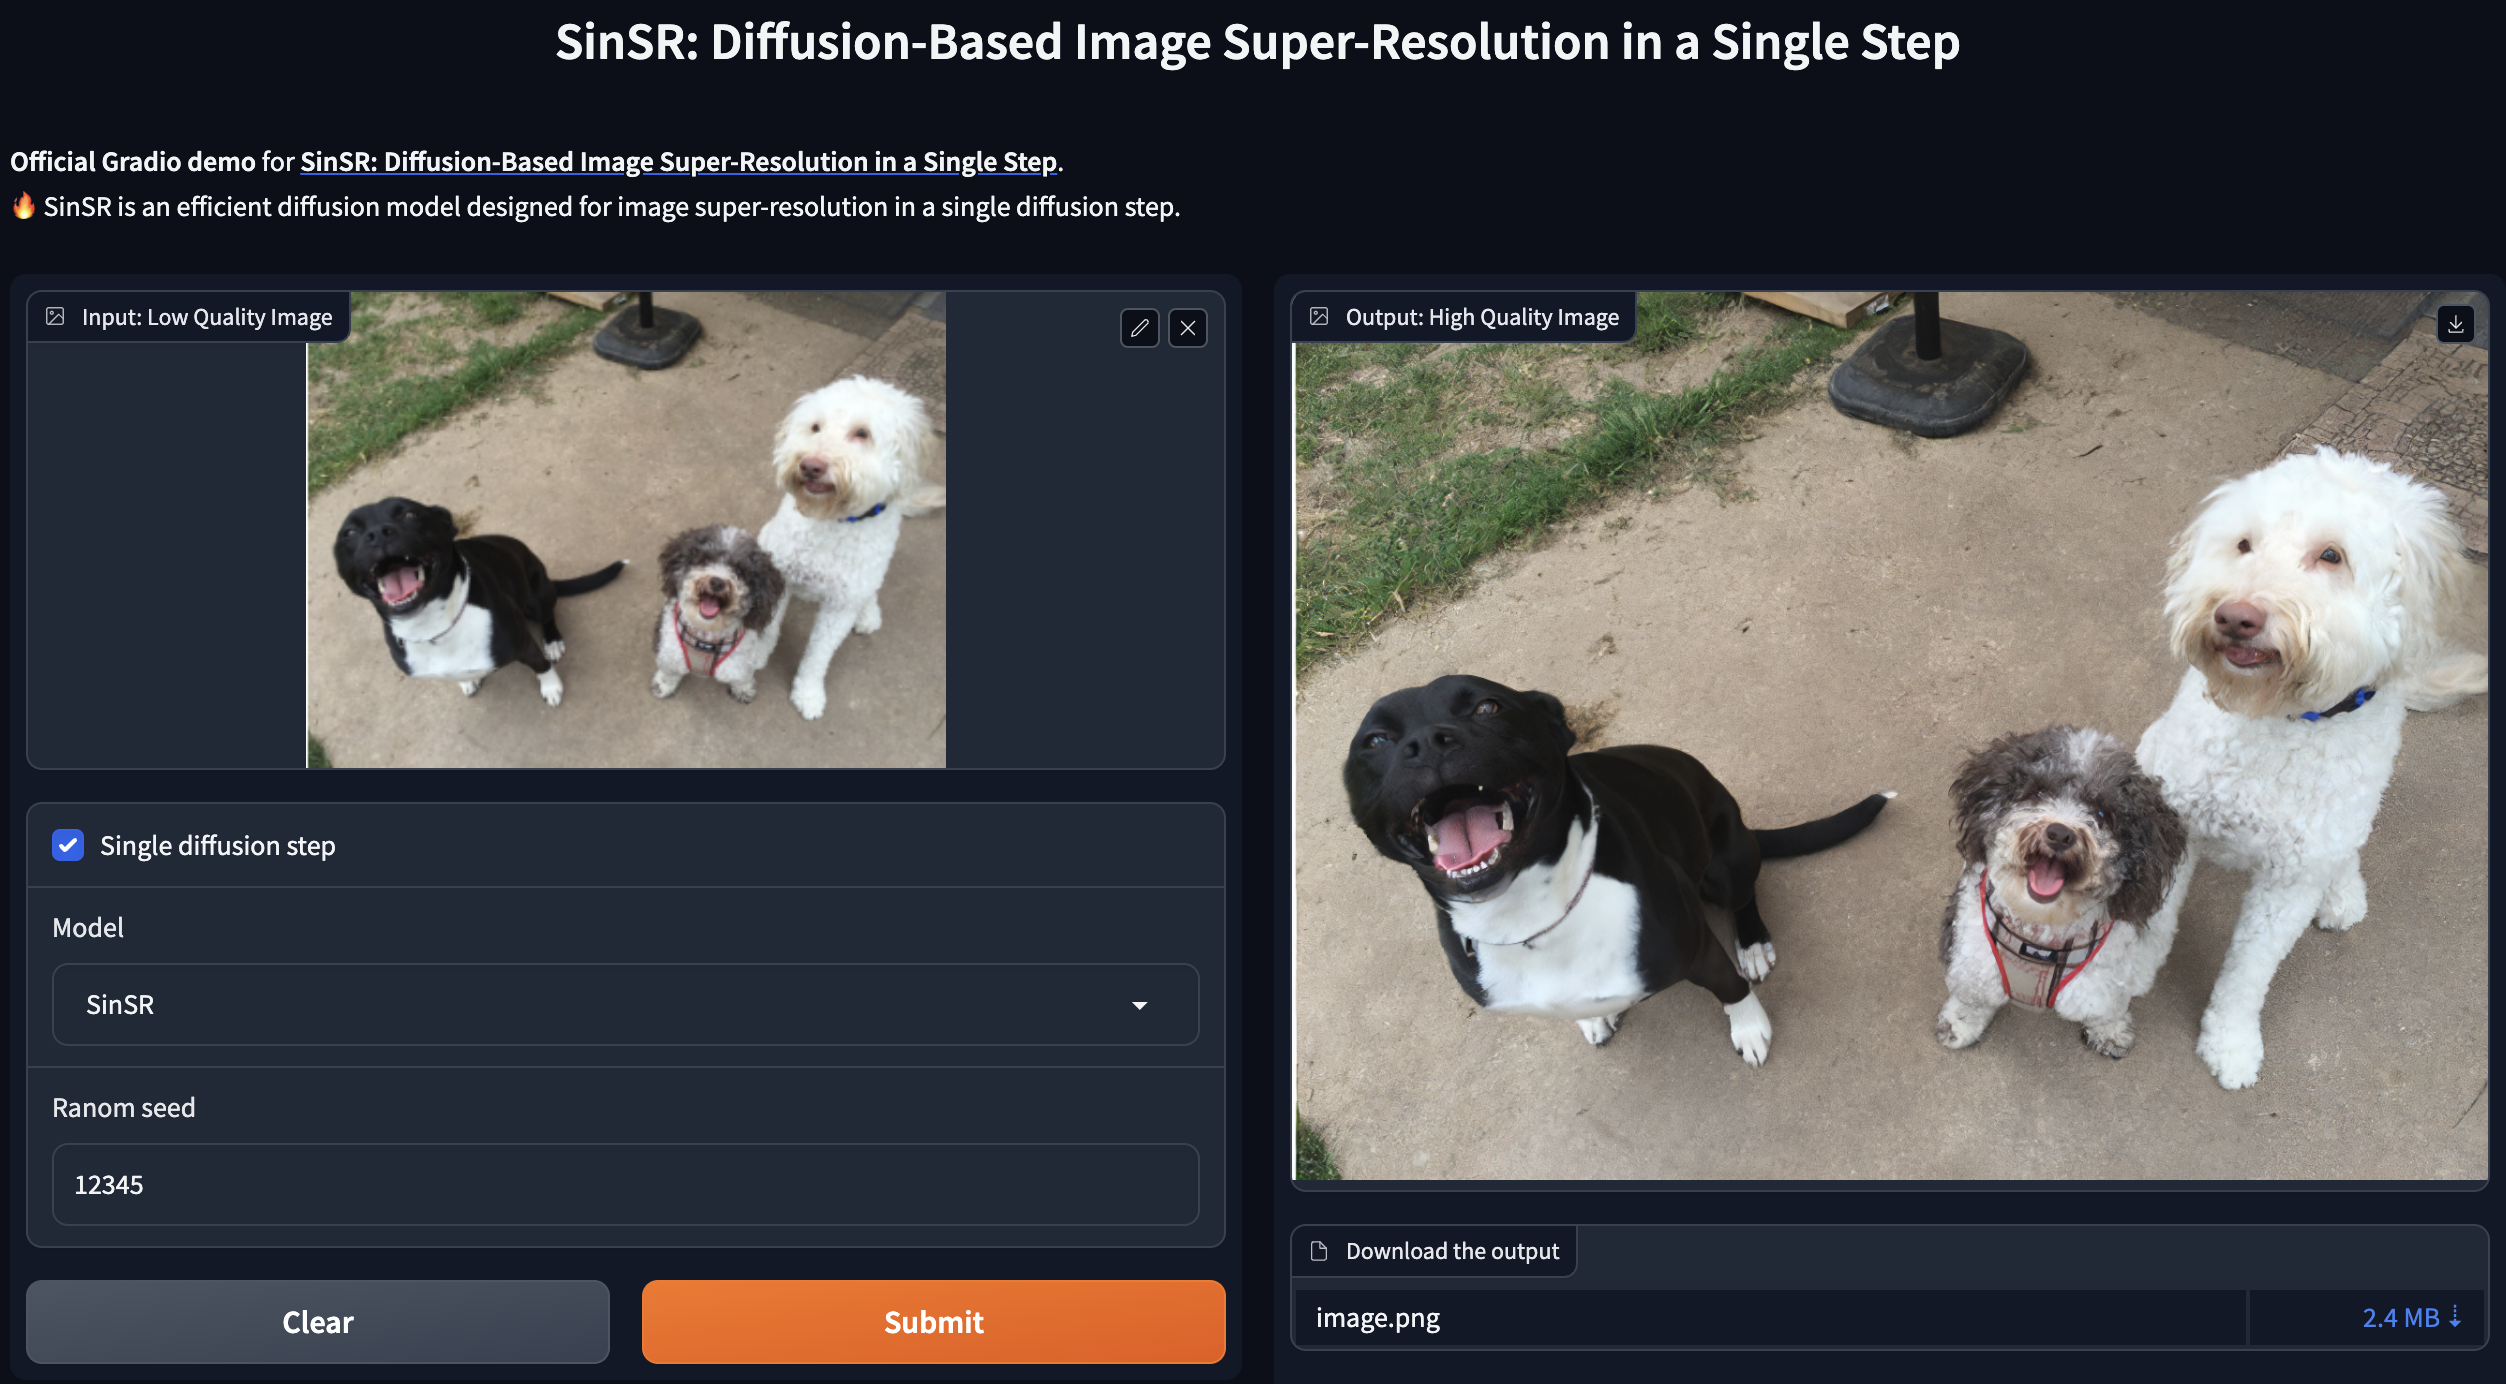 SinSR: Diffusion-Based Image Super-Resolution in a Single Step
Official Gradio demo for SinSR: Diffusion-Based Image Super-Resolution in a Single Step.
🔥 SinSR is an efficient diffusion model designed for image super-resolution in a single diffusion step.
Input: Low Quality Image
Single diffusion step
Model
SinSR
Ranom seed
12345
Clear
Submit
Output: High Quality Image
Download the output
image.png
2.4 MB ⇣